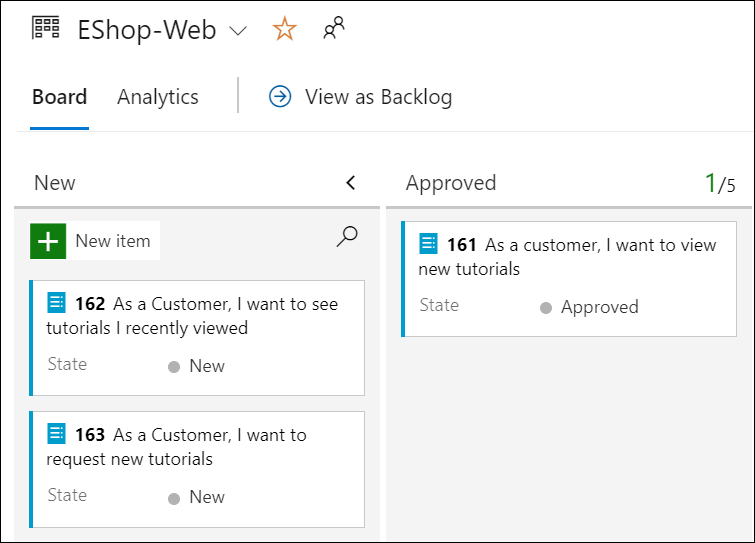 EShop-Web
Board Analytics View as Backlog
New
Approved 1/5
New item
161 As a customer, I want to view
new tutorials
State Approved
162 As a Customer, I want to see
tutorials I recently viewed
State New
163 As a Customer, I want to
request new tutorials
State New